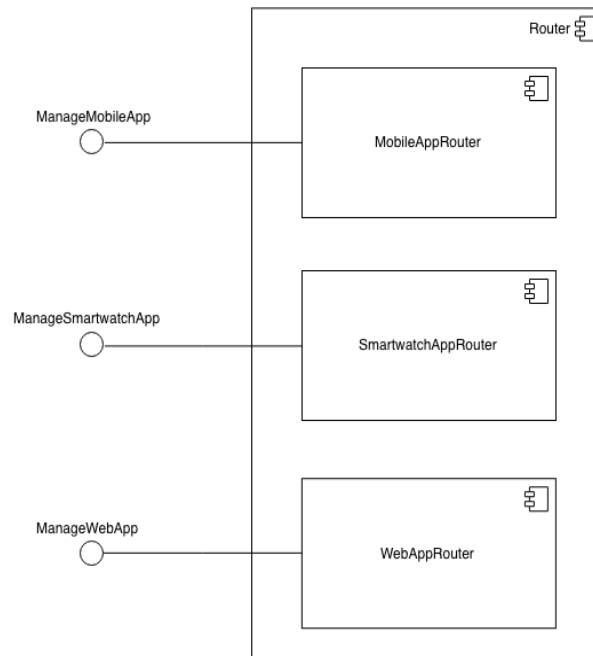 Router
ManageMobileApp
MobileAppRouter
ManageSmartwatchApp
SmartwatchAppRouter
ManageWebApp
WebAppRouter